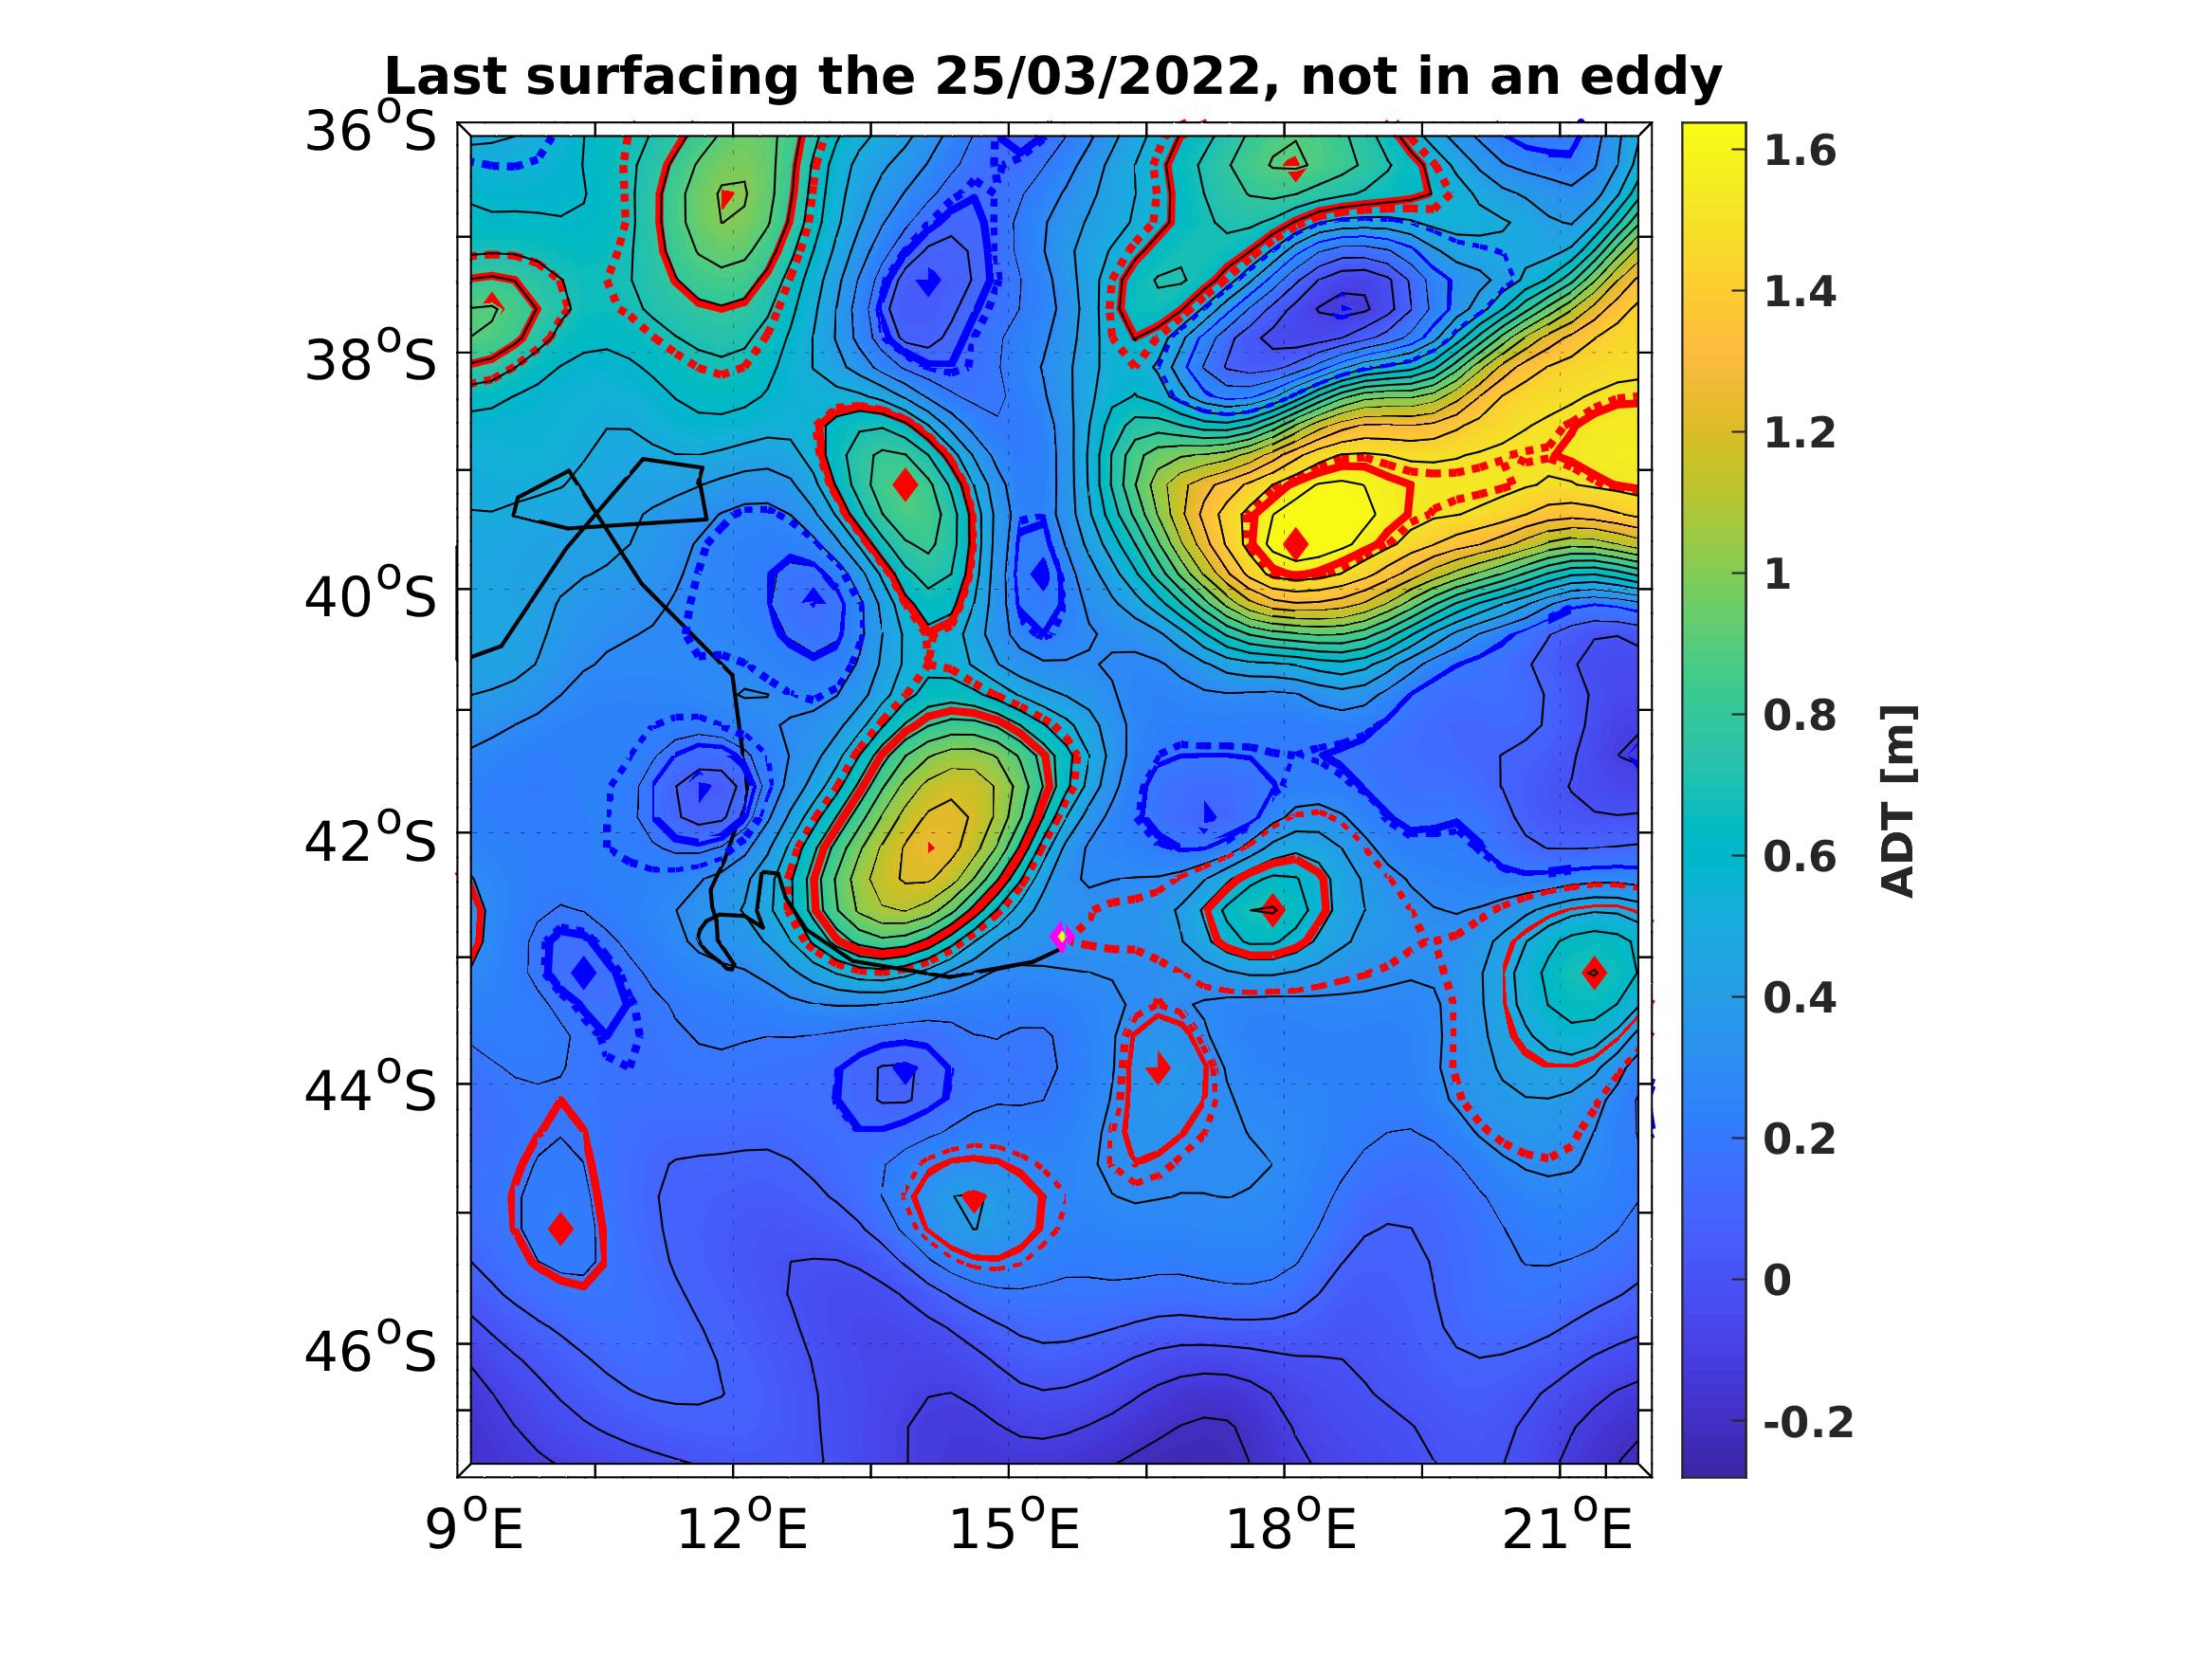 Last surfacing the 25/03/2022, not in an eddy
36°S
38°S
40°S
42°S
44°S
46°S
9°E
12°E
15°E
18°E
21°E
1.6
1.4
1.2
1
0.8
0.6
0.4
0.2
0
-0.2
ADT [m]